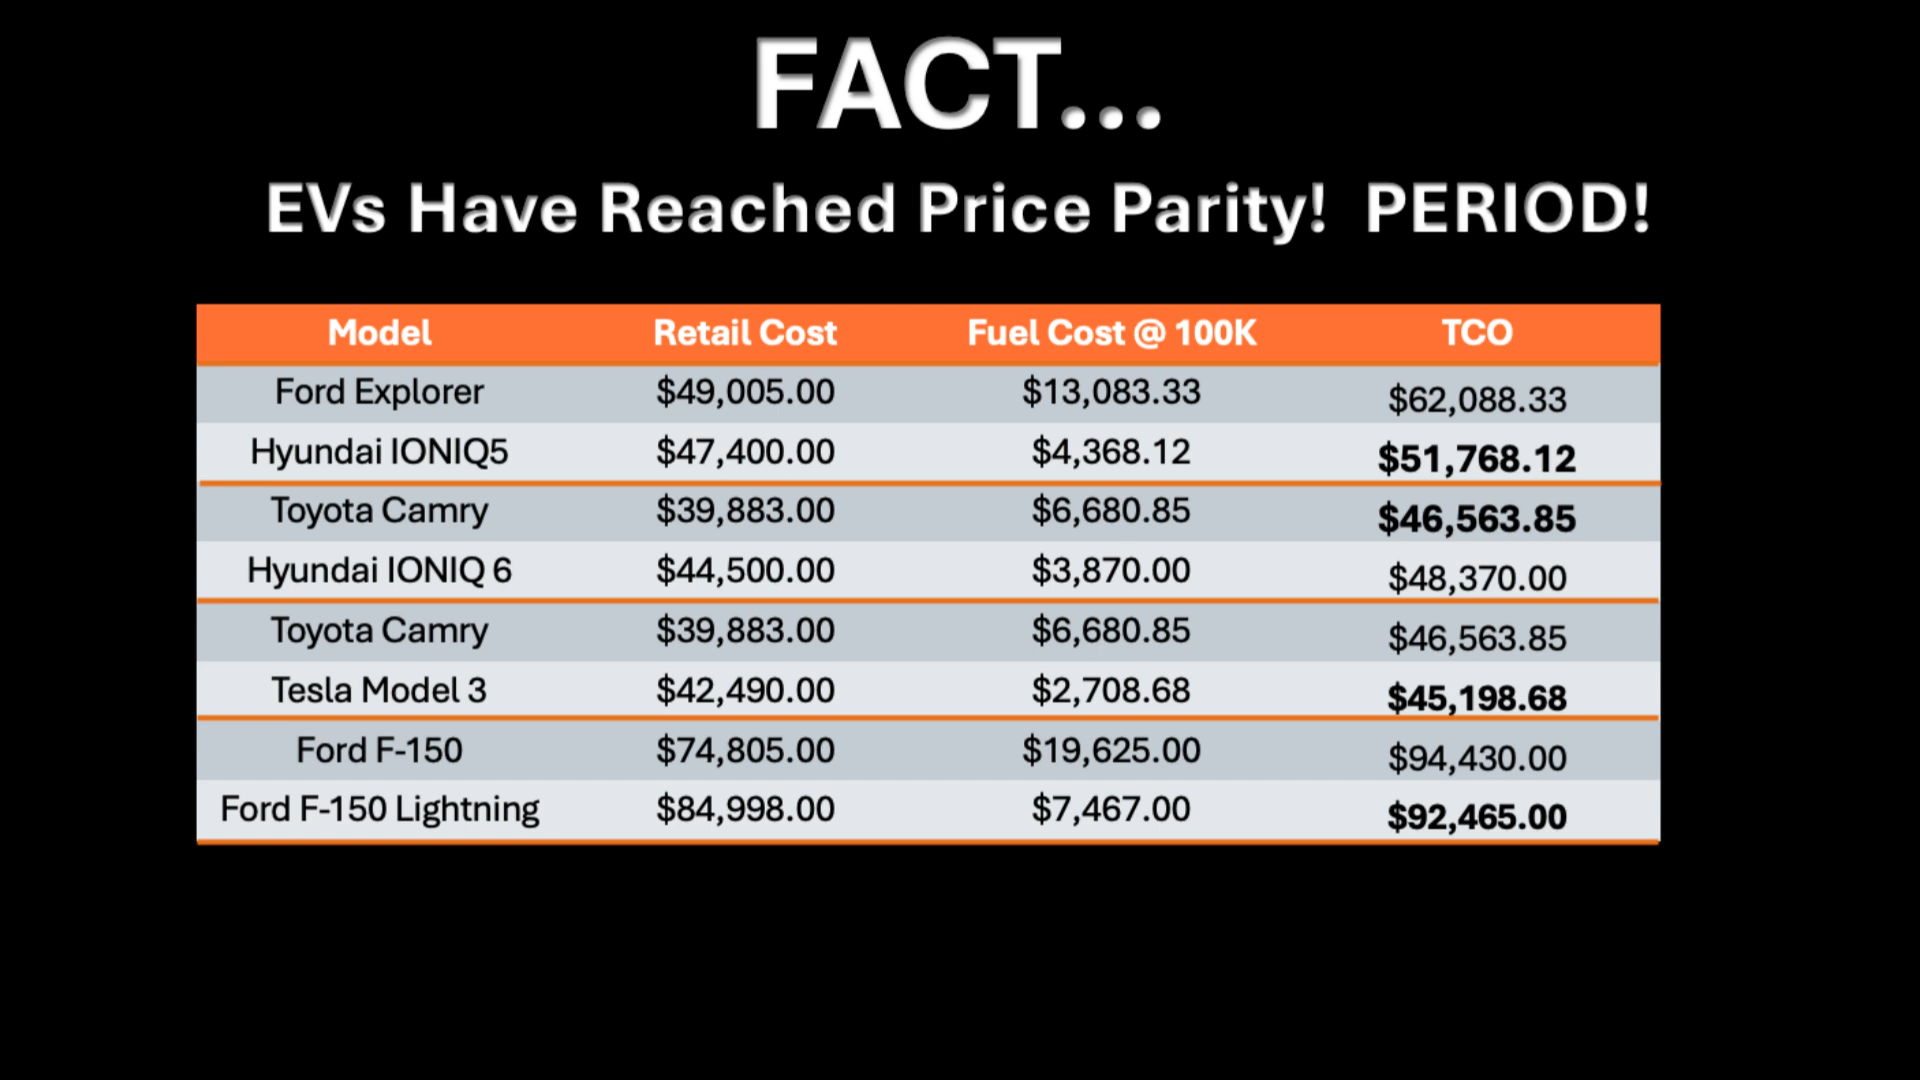 FACT...
EVs Have Reached Price Parity!  PERIOD!
Model Retail Cost Fuel Cost @ 100K TCO
Ford Explorer $49,005.00 $13,083.33 $62,088.33
Hyundai IONIQ5 $47,400.00 $4,368.12 $51,768.12
Toyota Camry $39,883.00 $6,680.85 $46,563.85
Hyundai IONIQ 6 $44,500.00 $3,870.00 $48,370.00
Toyota Camry $39,883.00 $6,680.85 $46,563.85
Tesla Model 3 $42,490.00 $2,708.68 $45,198.68
Ford F-150 $74,805.00 $19,625.00 $94,430.00
Ford F-150 Lightning $84,998.00 $7,467.00 $92,465.00